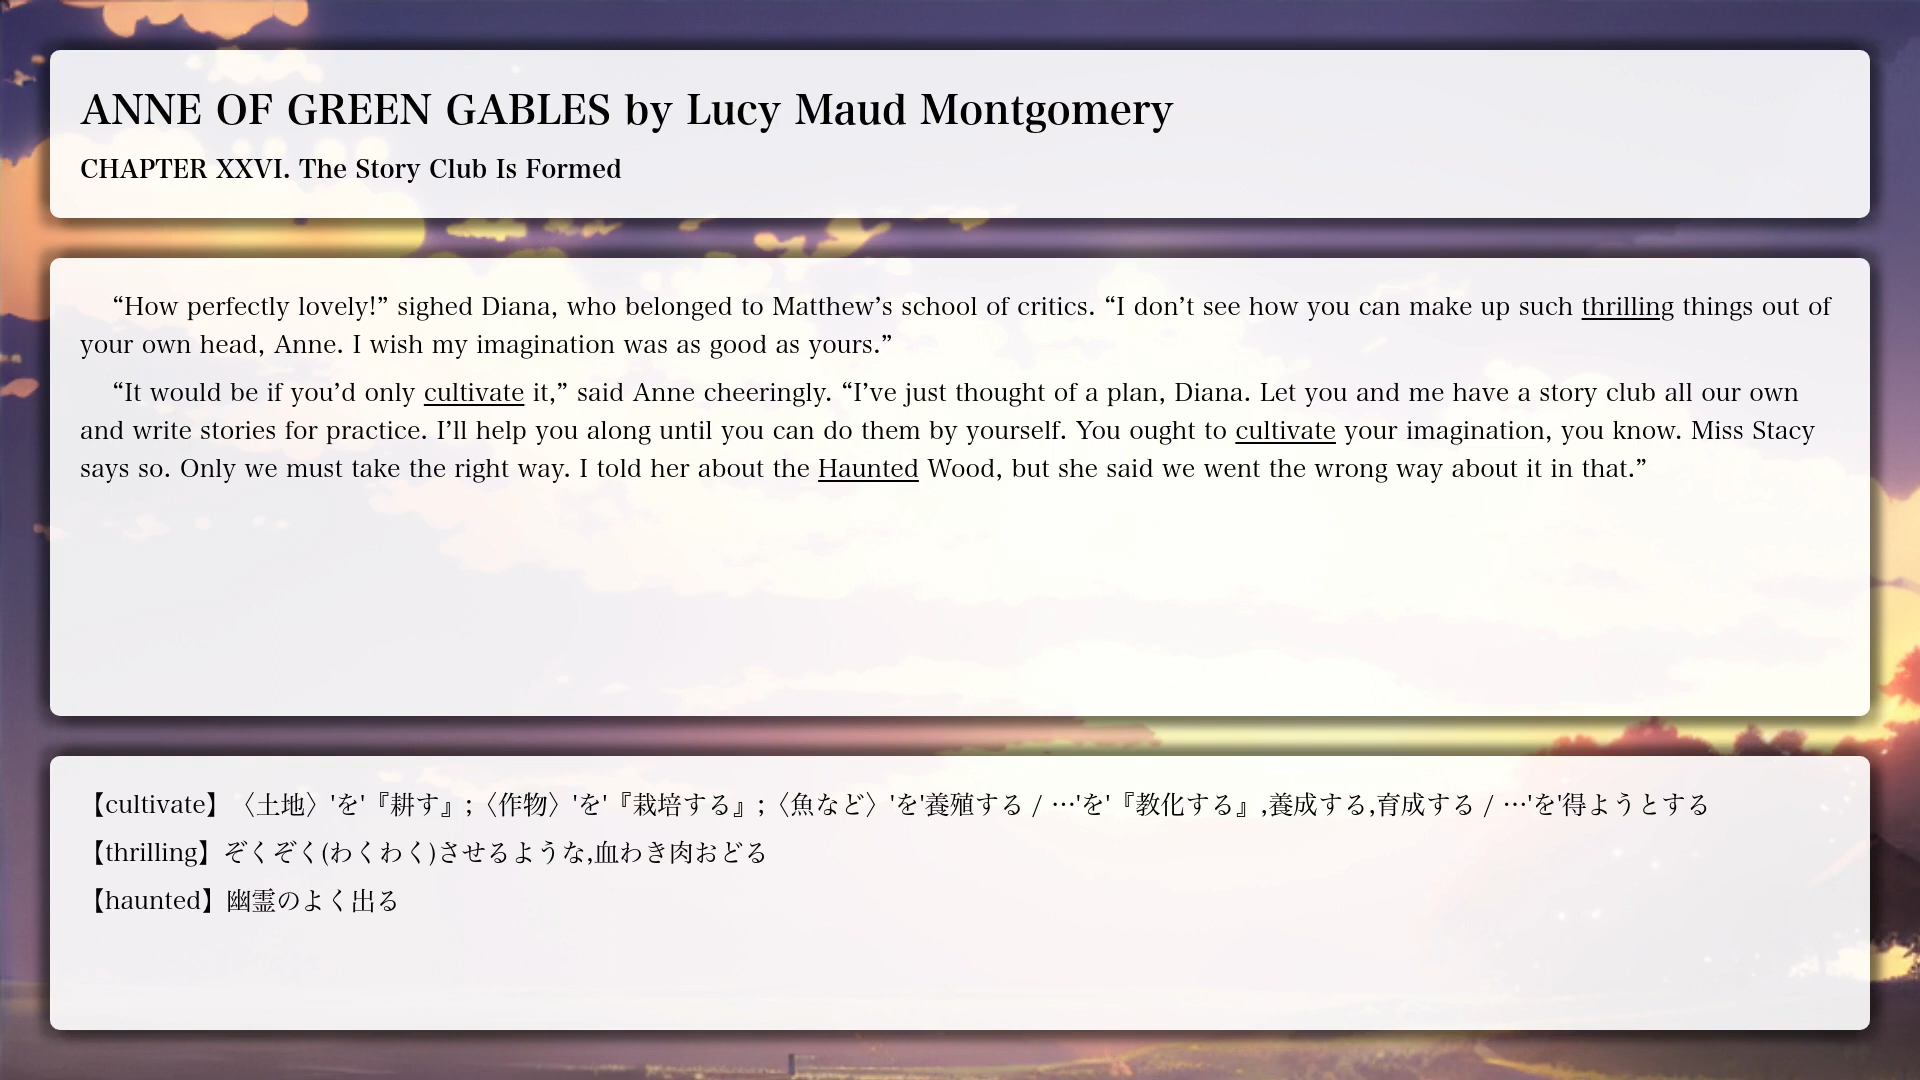 ANNE OF GREEN GABLES by Lucy Maud Montgomery
CHAPTER XXVI. The Story Club Is Formed
“How perfectly lovely!” sighed Diana, who belonged to Matthew’s school of critics. “I don’t see how you can make up such thrilling things out of
your own head, Anne. I wish my imagination was as good as yours.”
“It would be if you’d only cultivate it,” said Anne cheeringly. “I’ve just thought of a plan, Diana. Let you and me have a story club all our own
and write stories for practice. I’ll help you along until you can do them by yourself. You ought to cultivate your imagination, you know. Miss Stacy
says so. Only we must take the right way. I told her about the Haunted Wood, but she said we went the wrong way about it in that.”
【cultivate】〈土地〉'を'『耕す』;〈作物〉'を'『栽培する』;〈魚など〉'を'養殖する / …'を'『教化する』,養成する,育成する / …'を'得ようとする
【thrilling】ぞくぞく(わくわく)させるような,血わき肉おどる
【haunted】幽霊のよく出る